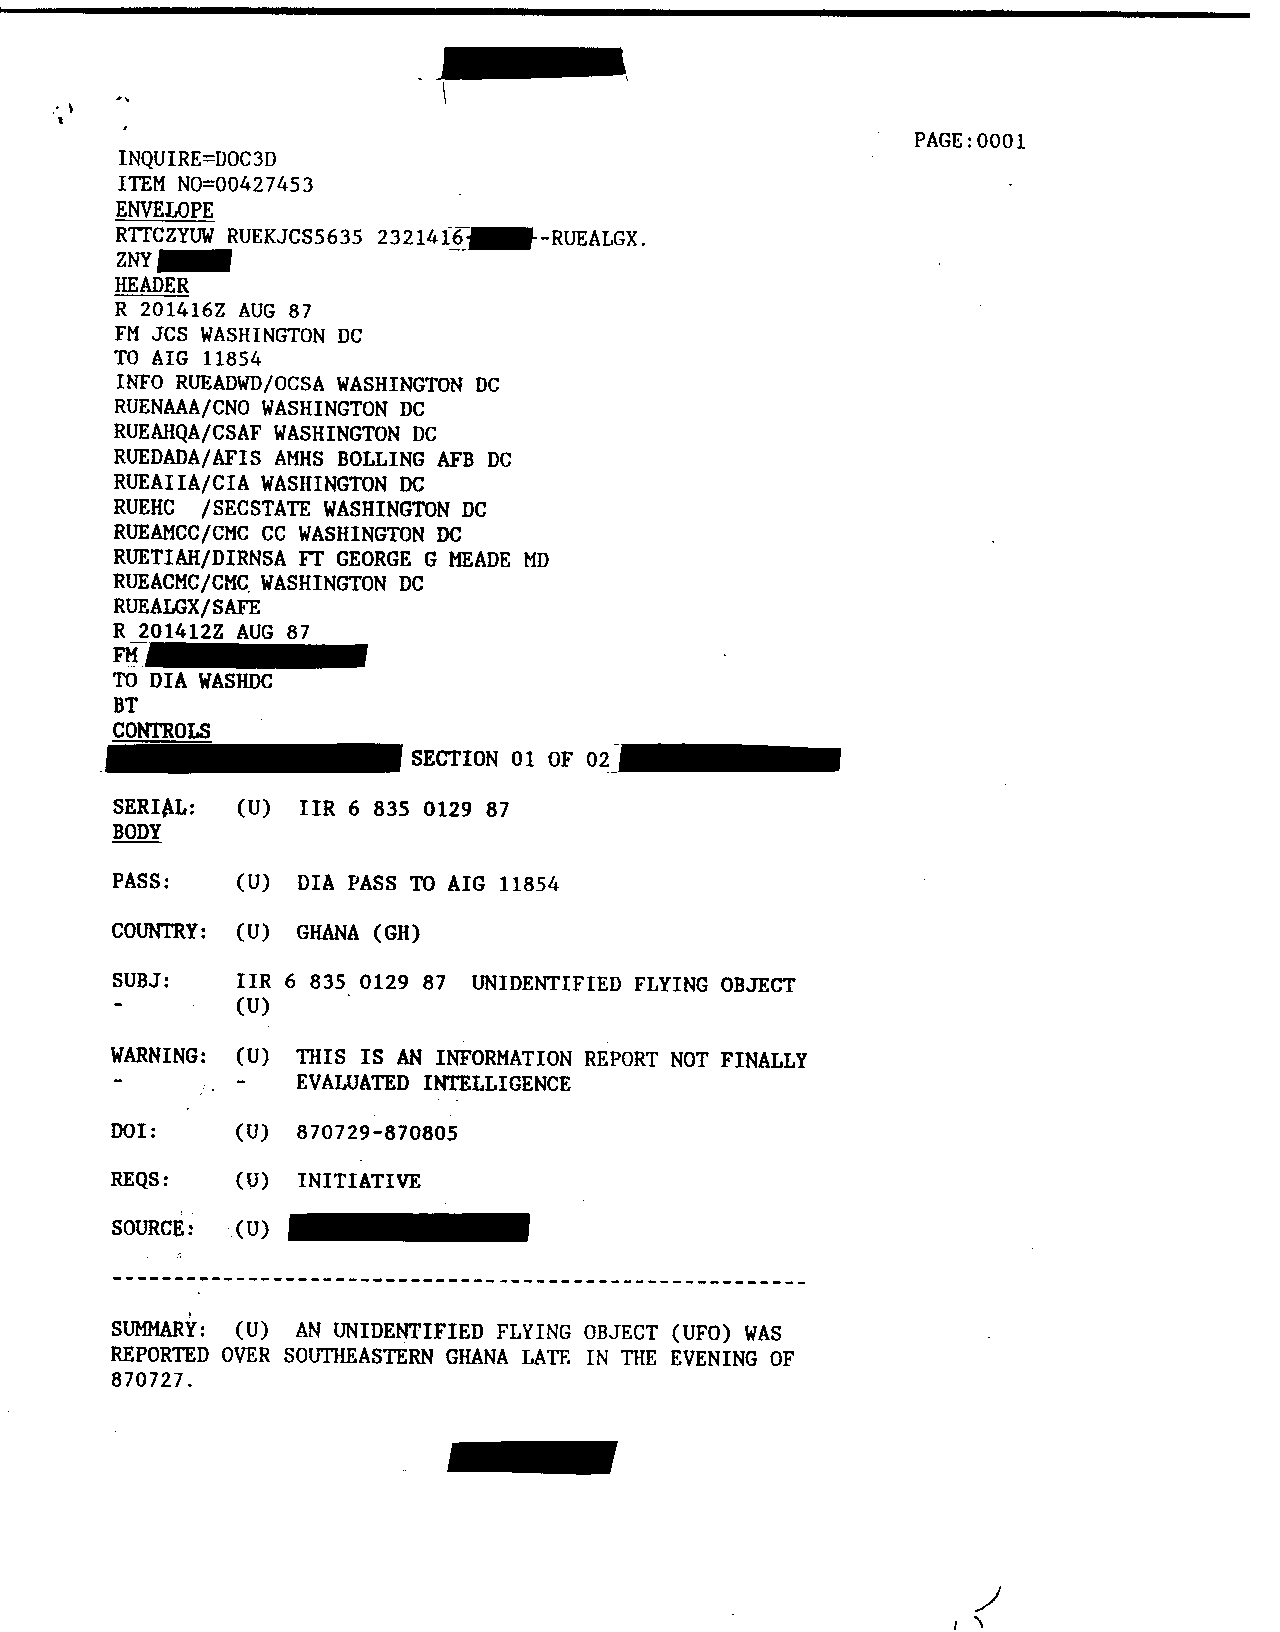 PAGE:0001
INQUIRE=DOC3D
ITEM NO=00427453
ENVELOPE
RTTCZYUW RUEKJCS5635 2321416- --RUEALGX.
ZNY
HEADER
R 201416Z AUG 87
FM JCS WASHINGTON DC
TO AIG 11854
INFO RUEADWD/OCSA WASHINGTON DC
RUENAAA/CNO WASHINGTON DC
RUEAHQA/CSAF WASHINGTON DC
RUEDADA/AFIS AMHS BOLLING AFB DC
RUEAIIA/CIA WASHINGTON DC
RUEHC /SECSTATE WASHINGTON DC
RUEAMCC/CMC CC WASHINGTON DC
RUETIAH/DIRNSA FT GEORGE G MEADE MD
RUEACMC/CMC WASHINGTON DC
RUEALGX/SAFE
R 201412Z AUG 87
FM
TO DIA WASHDC
BT
CONTROLS
SECTION 01 OF 02
SERIAL: (U) IIR 6 835 0129 87
BODY
PASS: (U) DIA PASS TO AIG 11854
COUNTRY: (U) GHANA (GH)
SUBJ: IIR 6 835 0129 87 UNIDENTIFIED FLYING OBJECT
- (U)
WARNING: (U) THIS IS AN INFORMATION REPORT NOT FINALLY
- - EVALUATED INTELLIGENCE
DOI: (U) 870729-870805
REQS: (U) INITIATIVE
SOURCE: (U)
--------------------------------------------------------
SUMMARY: (U) AN UNIDENTIFIED FLYING OBJECT (UFO) WAS
REPORTED OVER SOUTHEASTERN GHANA LATE IN THE EVENING OF
870727.